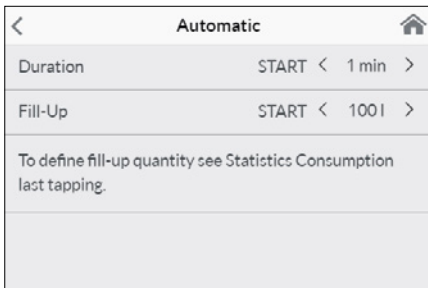 Automatic
Duration START < 1 min >
Fill-Up START < 100 l >
To define fill-up quantity see Statistics Consumption
last tapping.